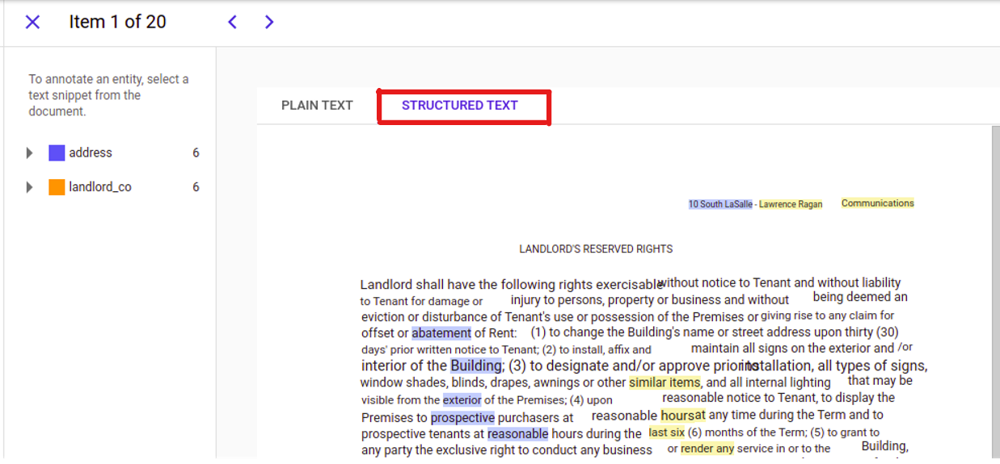 Item 1 of 20
To annotate an entity, select a
text snippet from the
document.
address 6
landlord_co 6
PLAIN TEXT STRUCTURED TEXT
10 South LaSalle - Lawrence Ragan Communications
LANDLORD'S RESERVED RIGHTS
Landlord shall have the following rights exercisable without notice to Tenant and without liability
to Tenant for damage or injury to persons, property or business and without being deemed an
eviction or disturbance of Tenant's use or possession of the Premises or giving rise to any claim for
offset or abatement of Rent: (1) to change the Building's name or street address upon thirty (30)
days' prior written notice to Tenant; (2) to install, affix and maintain all signs on the exterior and /or
interior of the Building; (3) to designate and/or approve prior to installation, all types of signs,
window shades, blinds, drapes, awnings or other similar items, and all internal lighting that may be
visible from the exterior of the Premises; (4) upon reasonable notice to Tenant, to display the
Premises to prospective purchasers at reasonable hours at any time during the Term and to
prospective tenants at reasonable hours during the last six (6) months of the Term; (5) to grant to
any party the exclusive right to conduct any business or render any service in or to the Building,